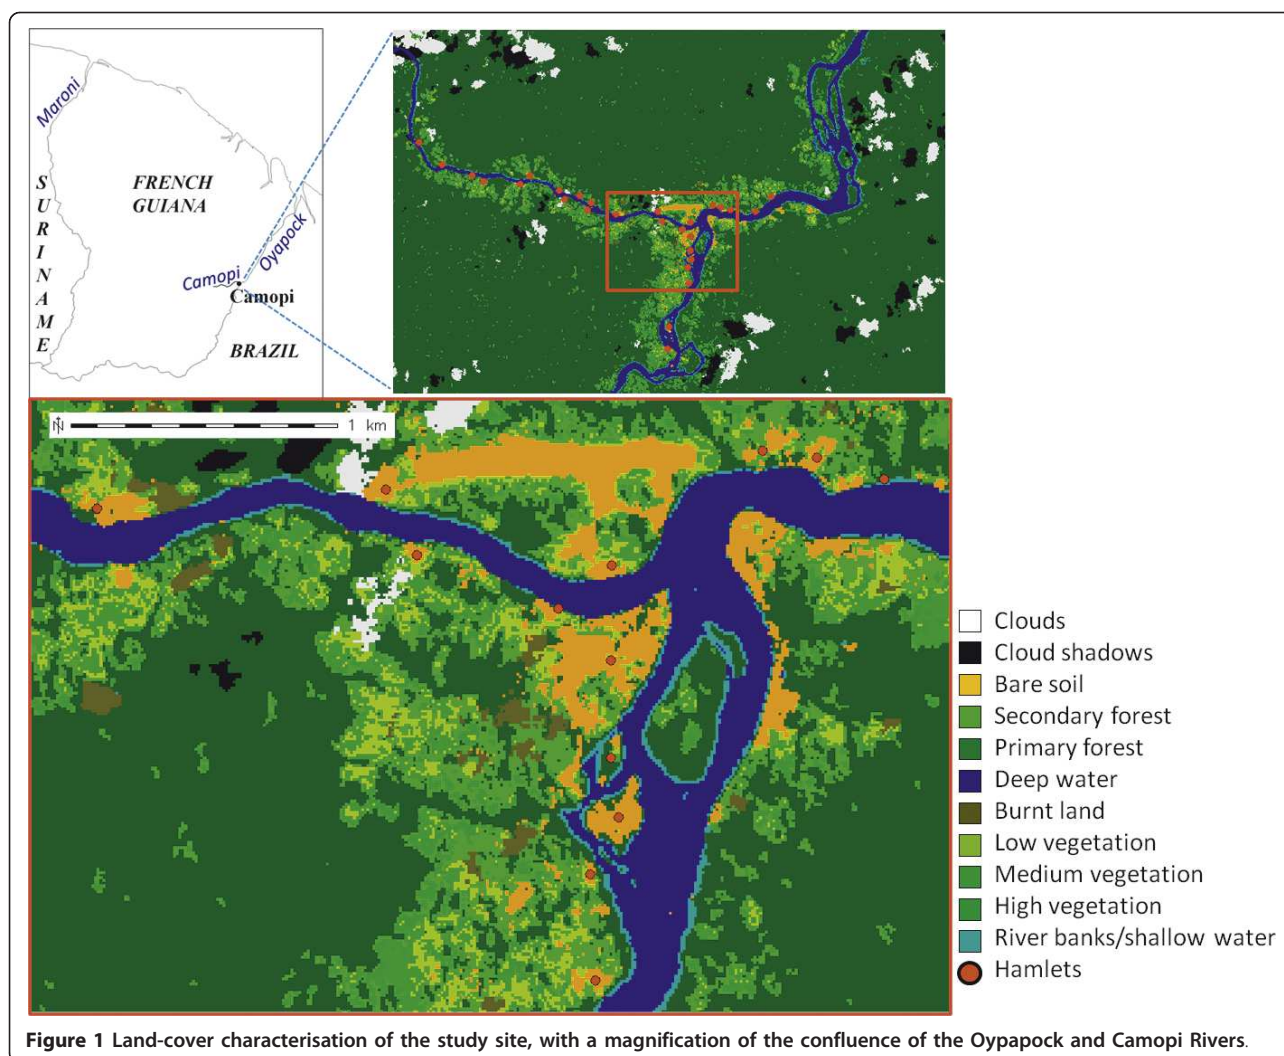 Maroni
SURINAME
FRENCH
GUIANA
Oyapock
Camopi
Camopi
BRAZIL
N
1 km
Clouds
Cloud shadows
Bare soil
Secondary forest
Primary forest
Deep water
Burnt land
Low vegetation
Medium vegetation
High vegetation
River banks/shallow water
Hamlets
Figure 1 Land-cover characterisation of the study site, with a magnification of the confluence of the Oypapock and Camopi Rivers.